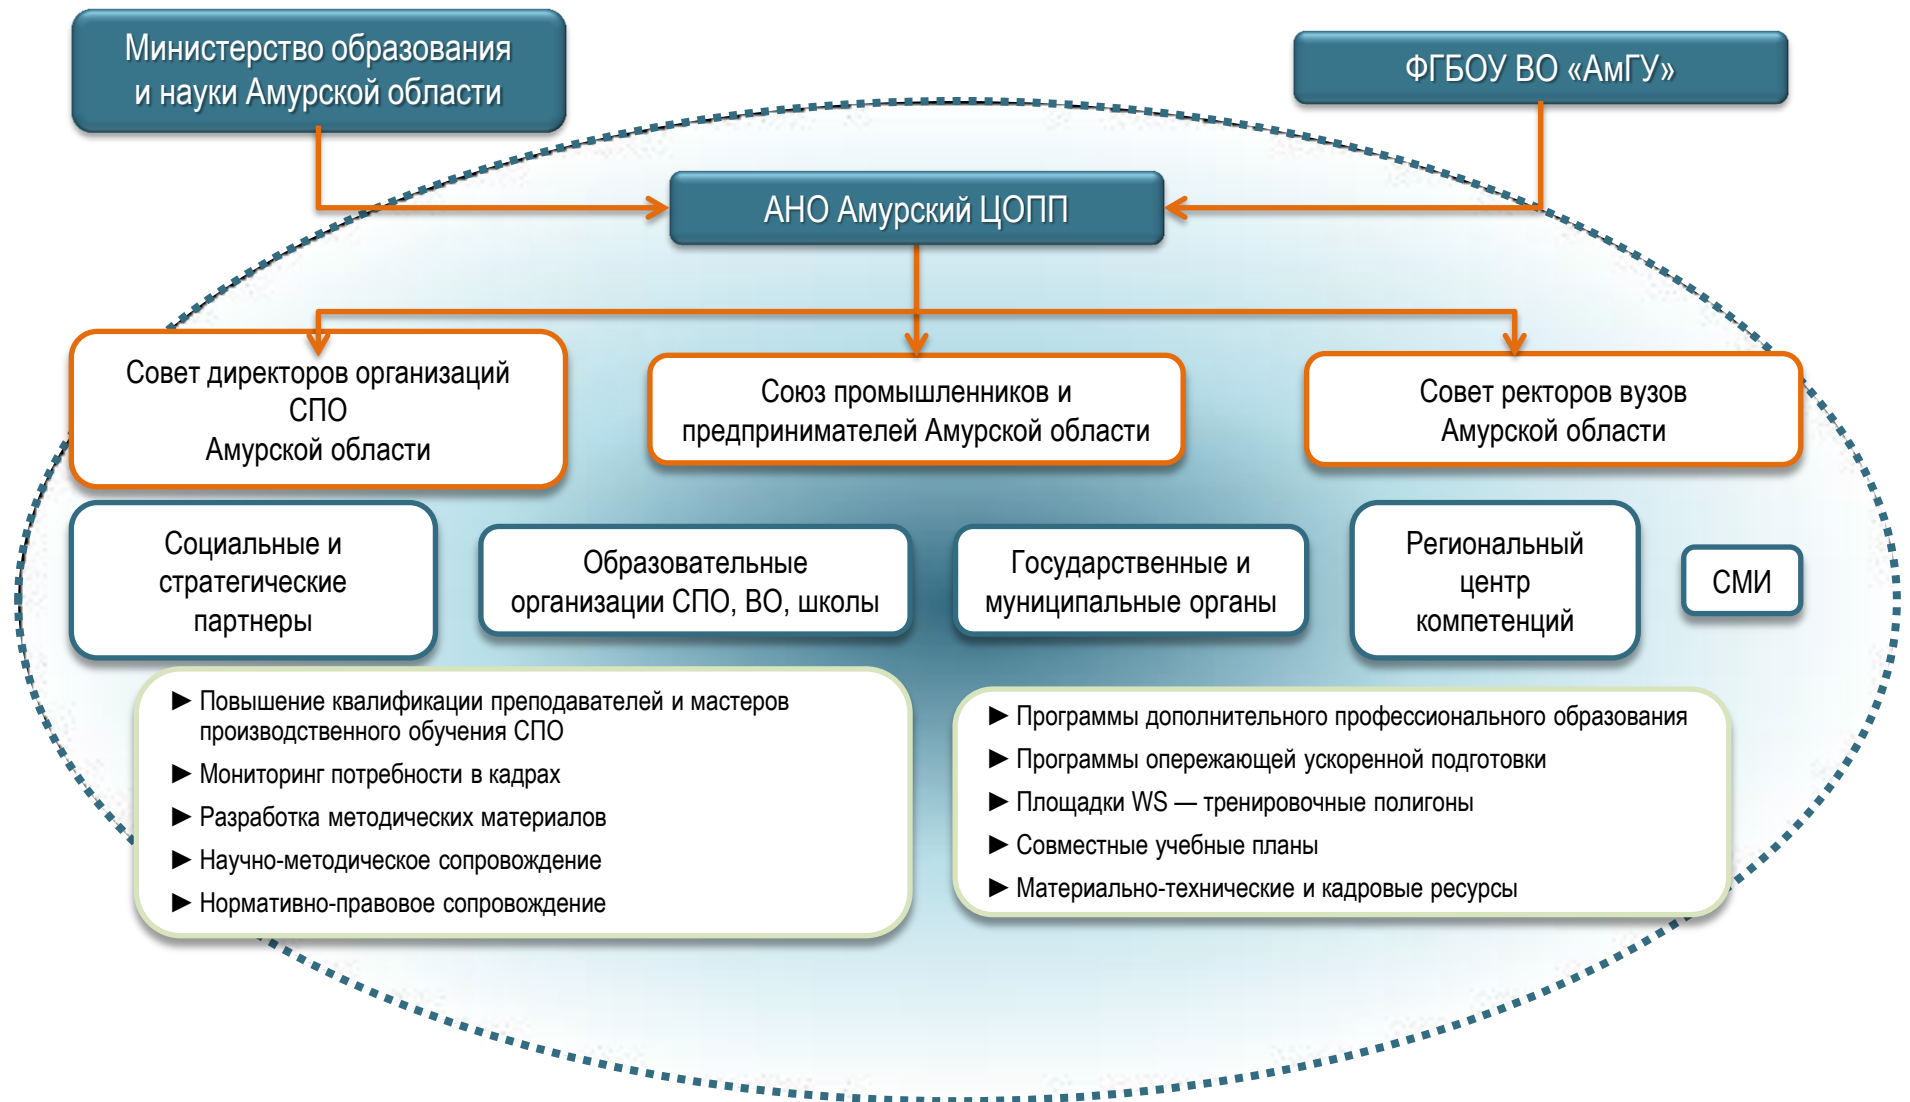 Министерство образования
и науки Амурской области
ФГБОУ ВО «АмГУ»
АНО Амурский ЦОПП
Совет директоров организаций
СПО
Амурской области
Союз промышленников и
предпринимателей Амурской области
Совет ректоров вузов
Амурской области
Социальные и
стратегические
партнеры
Образовательные
организации СПО, ВО, школы
Государственные и
муниципальные органы
Региональный
центр
компетенций
СМИ
► Повышение квалификации преподавателей и мастеров
производственного обучения СПО
► Мониторинг потребности в кадрах
► Разработка методических материалов
► Научно-методическое сопровождение
► Нормативно-правовое сопровождение
► Программы дополнительного профессионального образования
► Программы опережающей ускоренной подготовки
► Площадки WS — тренировочные полигоны
► Совместные учебные планы
► Материально-технические и кадровые ресурсы